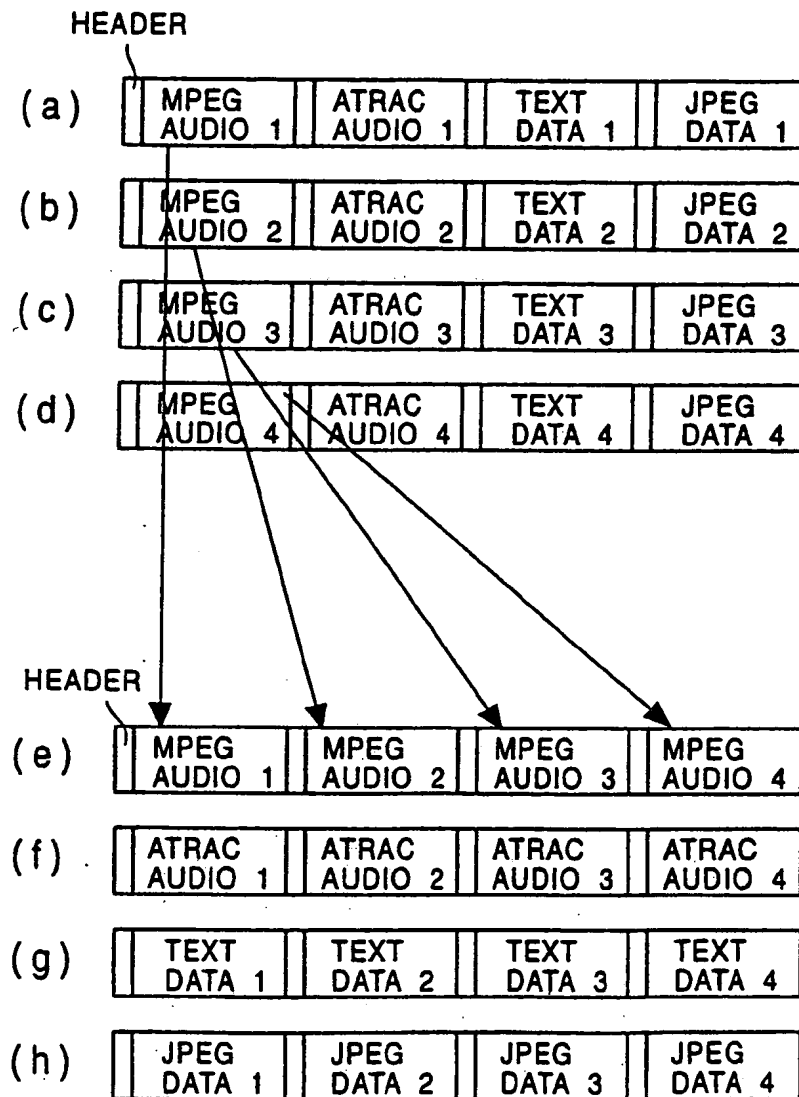 HEADER
(a) MPEG ATRAC TEXT JPEG
AUDIO 1 AUDIO 1 DATA 1 DATA 1
(b) MPEG ATRAC TEXT JPEG
AUDIO 2 AUDIO 2 DATA 2 DATA 2
(c) MPEG ATRAC TEXT JPEG
AUDIO 3 AUDIO 3 DATA 3 DATA 3
(d) MPEG ATRAC TEXT JPEG
AUDIO 4 AUDIO 4 DATA 4 DATA 4
HEADER
(e) MPEG MPEG MPEG MPEG
AUDIO 1 AUDIO 2 AUDIO 3 AUDIO 4
(f) ATRAC ATRAC ATRAC ATRAC
AUDIO 1 AUDIO 2 AUDIO 3 AUDIO 4
(g) TEXT TEXT TEXT TEXT
DATA 1 DATA 2 DATA 3 DATA 4
(h) JPEG JPEG JPEG JPEG
DATA 1 DATA 2 DATA 3 DATA 4